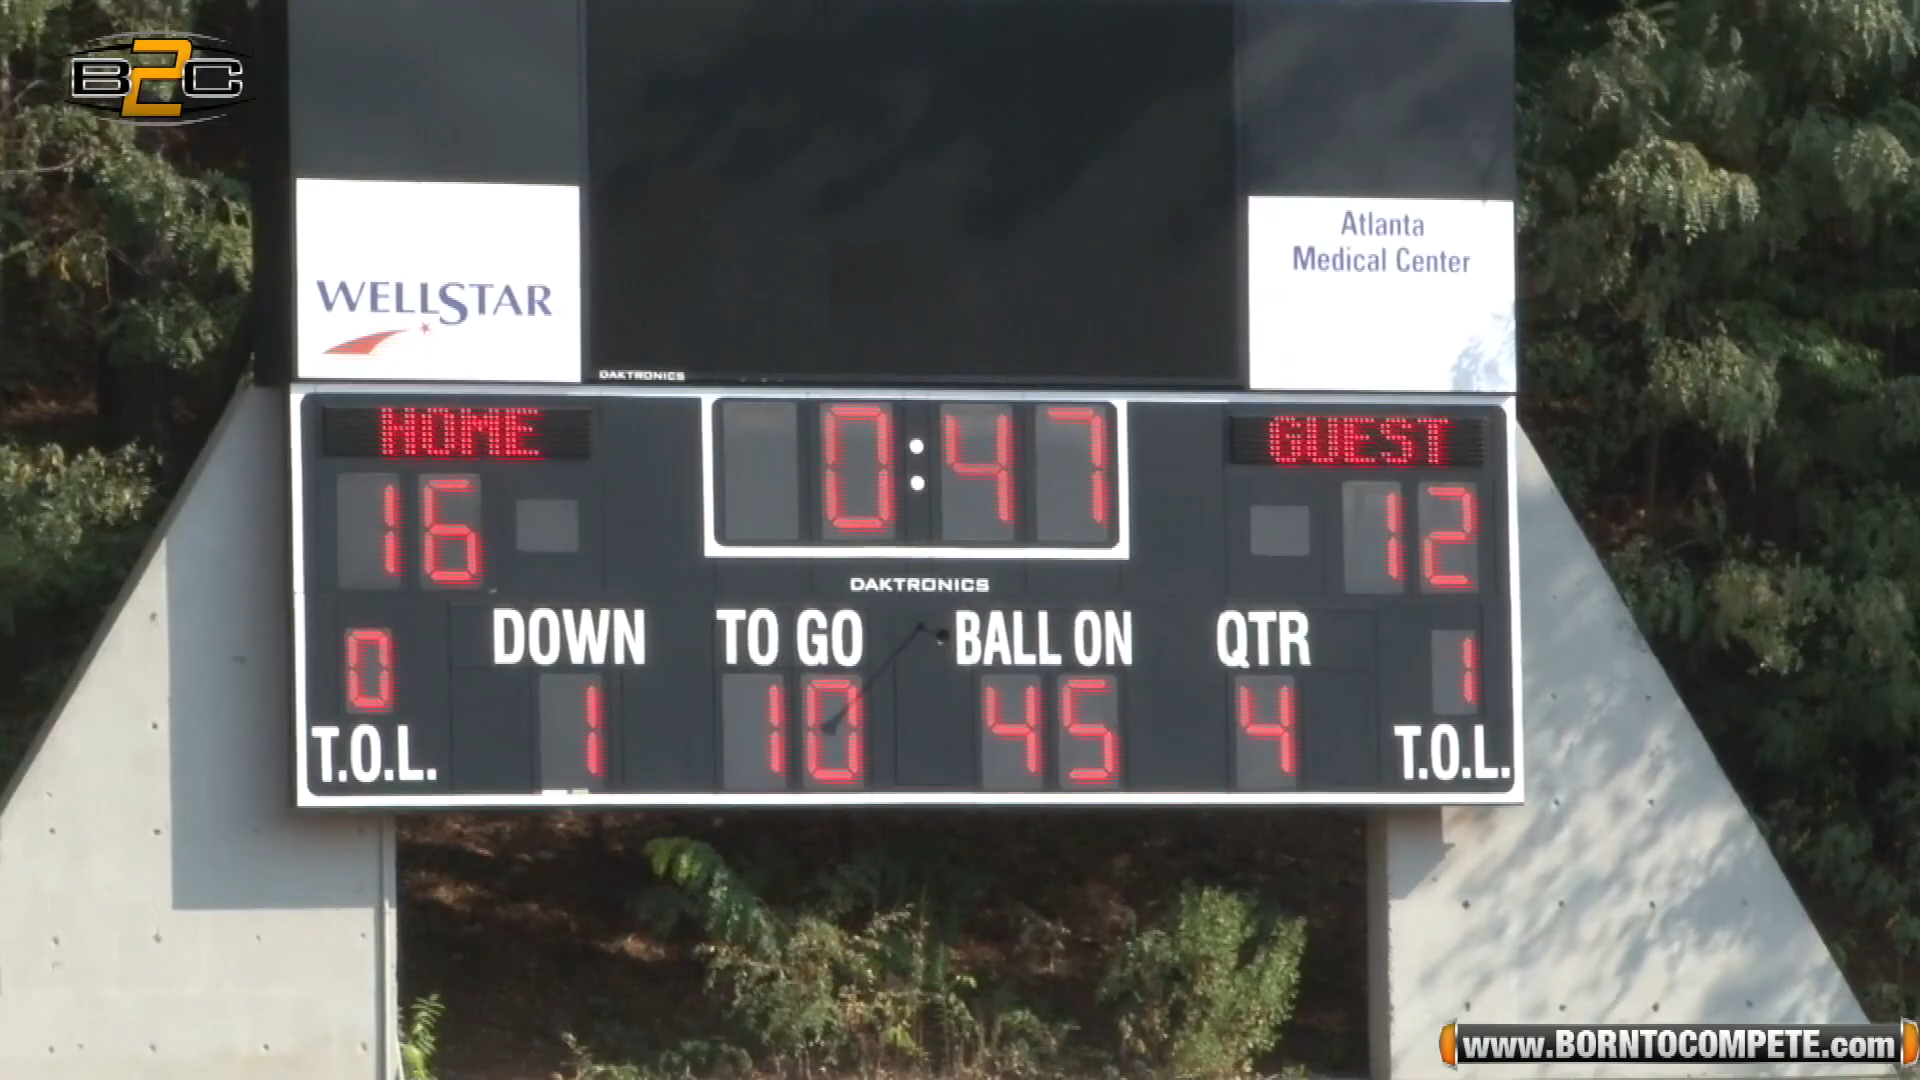 B2C
WELLSTAR
Atlanta
Medical Center
DAKTRONICS
HOME 0:47 GUEST
16 12
DAKTRONICS
DOWN TO GO BALL ON QTR
0 1 10 45 4 1
T.O.L. T.O.L.
www.BORNTOCOMPETE.com